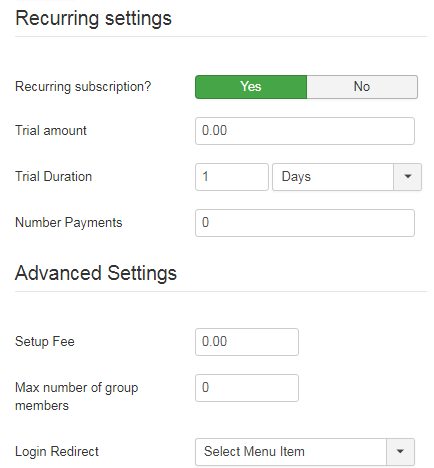 Recurring settings
Recurring subscription? Yes No
Trial amount 0.00
Trial Duration 1 Days
Number Payments 0
Advanced Settings
Setup Fee 0.00
Max number of group 0
members
Login Redirect Select Menu Item